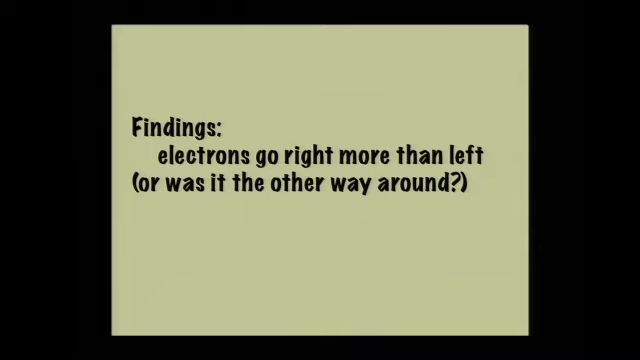 Findings:
electrons go right more than left
(or was it the other way around?)